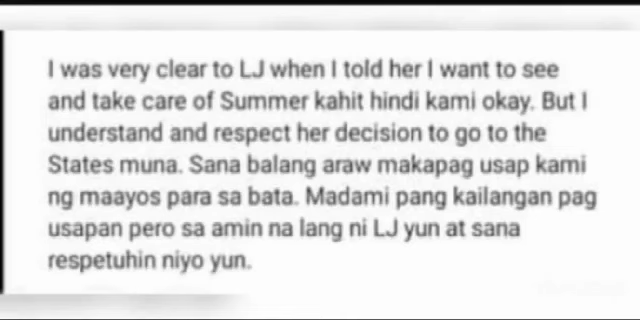 I was very clear to LJ when I told her I want to see
and take care of Summer kahit hindi kami okay. But I
understand and respect her decision to go to the
States muna. Sana balang araw makapag usap kami
ng maayos para sa bata. Madami pang kailangan pag
usapan pero sa amin na lang ni LJ yun at sana
respetuhin niyo yun.